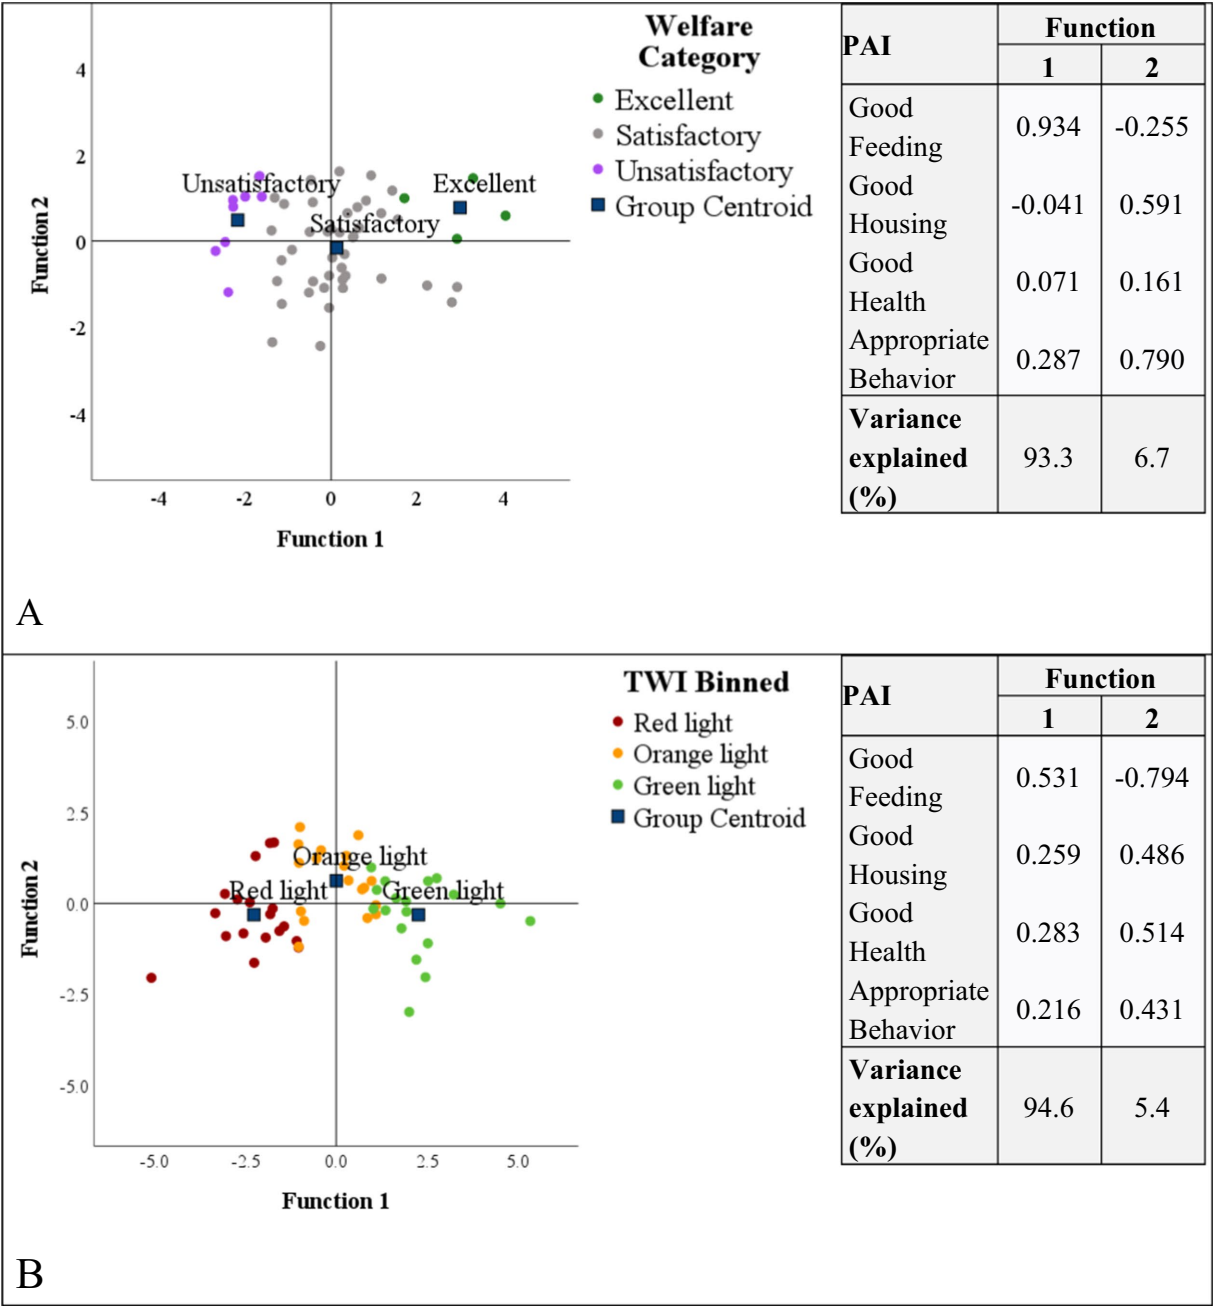 Welfare
Category
Excellent
Satisfactory
Unsatisfactory
Group Centroid
4
2
0
-2
-4
Function 2
Unsatisfactory
Excellent
Satisfactory
-4
-2
0
2
4
Function 1
PAI
Function
1
2
Good
Feeding
0.934
-0.255
Good
Housing
-0.041
0.591
Good
Health
0.071
0.161
Appropriate
Behavior
0.287
0.790
Variance
explained
(%)
93.3
6.7
A
TWI Binned
Red light
Orange light
Green light
Group Centroid
5.0
2.5
0.0
-2.5
-5.0
Function 2
Orange light
Red light
Green light
-5.0
-2.5
0.0
2.5
5.0
Function 1
PAI
Function
1
2
Good
Feeding
0.531
-0.794
Good
Housing
0.259
0.486
Good
Health
0.283
0.514
Appropriate
Behavior
0.216
0.431
Variance
explained
(%)
94.6
5.4
B